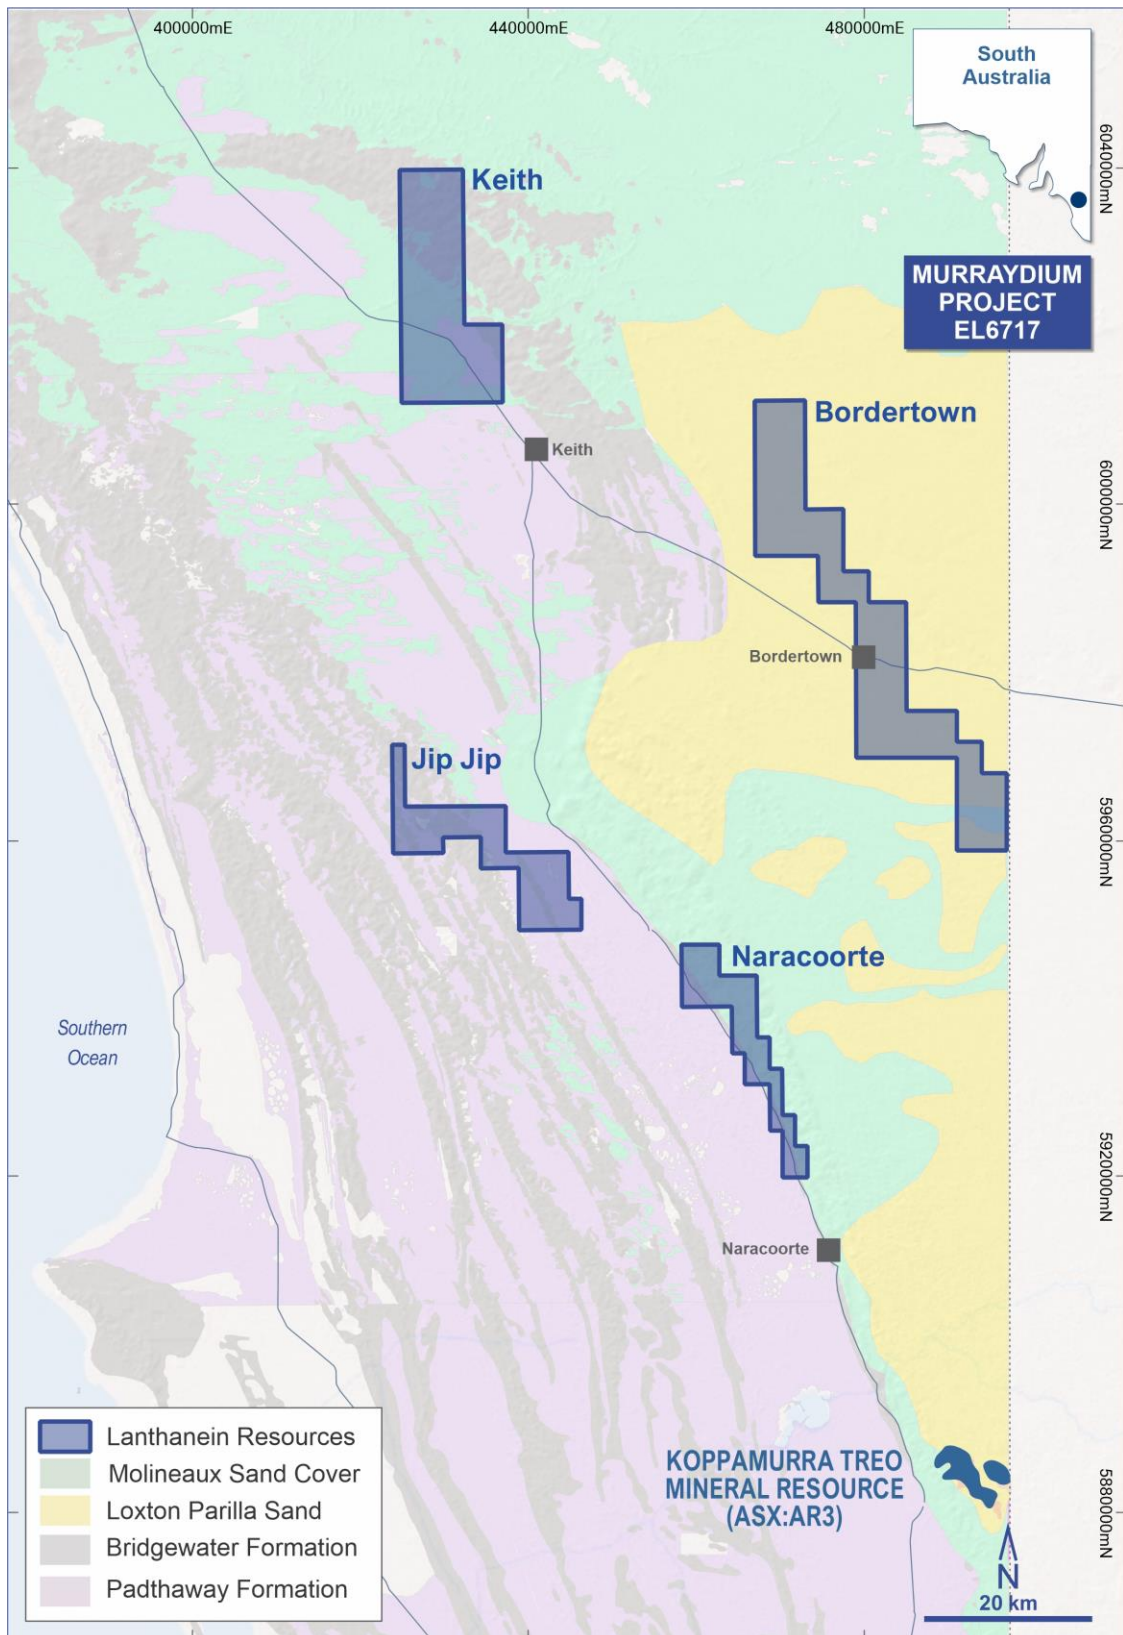 400000mE
440000mE
480000mE
South
Australia
6040000mN
Keith
MURRAYDIUM
PROJECT
EL6717
Bordertown
Keith
6000000mN
Bordertown
Jip Jip
5960000mN
Naracoorte
Southern
Ocean
5920000mN
Naracoorte
KOPPAMURRA TREO
MINERAL RESOURCE
(ASX:AR3)
5880000mN
Lanthanein Resources
Molineaux Sand Cover
Loxton Parilla Sand
Bridgewater Formation
Padthaway Formation
N
20 km